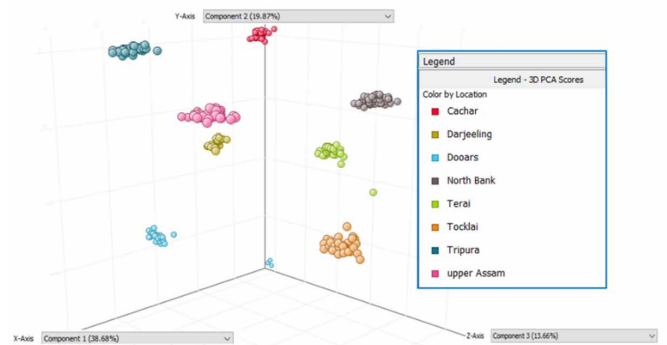 Y-Axis Component 2 (19.87%)
Legend
Legend - 3D PCA Scores
Color by Location
Cachar
Darjeeling
Dooars
North Bank
Terai
Tocklai
Tripura
upper Assam
X-Axis Component 1 (38.68%)
Z-Axis Component 3 (13.66%)